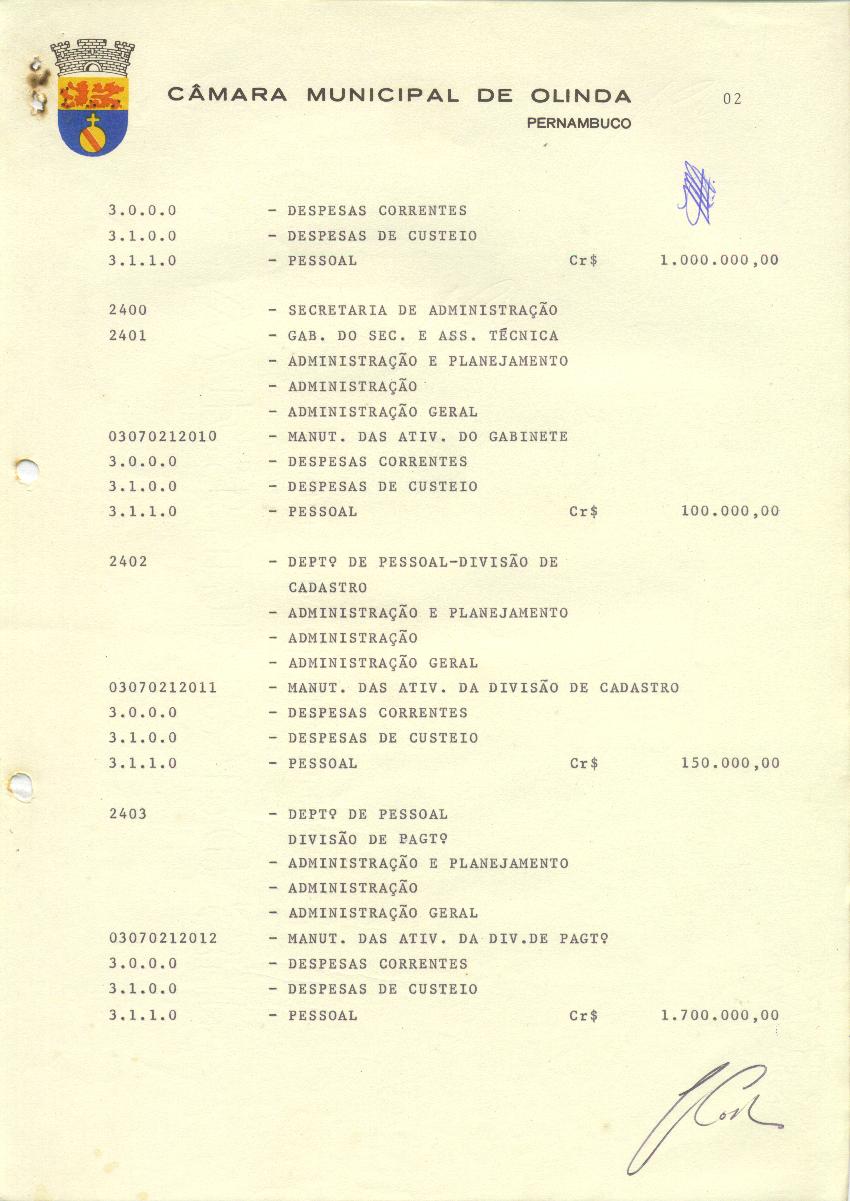 CÂMARA MUNICIPAL DE OLINDA 02
PERNAMBUCO
3.0.0.0 - DESPESAS CORRENTES
3.1.0.0 - DESPESAS DE CUSTEIO
3.1.1.0 - PESSOAL Cr$ 1.000.000,00
2400 - SECRETARIA DE ADMINISTRAÇÃO
2401 - GAB. DO SEC. E ASS. TÉCNICA
- ADMINISTRAÇÃO E PLANEJAMENTO
- ADMINISTRAÇÃO
- ADMINISTRAÇÃO GERAL
03070212010 - MANUT. DAS ATIV. DO GABINETE
3.0.0.0 - DESPESAS CORRENTES
3.1.0.0 - DESPESAS DE CUSTEIO
3.1.1.0 - PESSOAL Cr$ 100.000,00
2402 - DEPTº DE PESSOAL-DIVISÃO DE
CADASTRO
- ADMINISTRAÇÃO E PLANEJAMENTO
- ADMINISTRAÇÃO
- ADMINISTRAÇÃO GERAL
03070212011 - MANUT. DAS ATIV. DA DIVISÃO DE CADASTRO
3.0.0.0 - DESPESAS CORRENTES
3.1.0.0 - DESPESAS DE CUSTEIO
3.1.1.0 - PESSOAL Cr$ 150.000,00
2403 - DEPTº DE PESSOAL
DIVISÃO DE PAGTº
- ADMINISTRAÇÃO E PLANEJAMENTO
- ADMINISTRAÇÃO
- ADMINISTRAÇÃO GERAL
03070212012 - MANUT. DAS ATIV. DA DIV.DE PAGTº
3.0.0.0 - DESPESAS CORRENTES
3.1.0.0 - DESPESAS DE CUSTEIO
3.1.1.0 - PESSOAL Cr$ 1.700.000,00